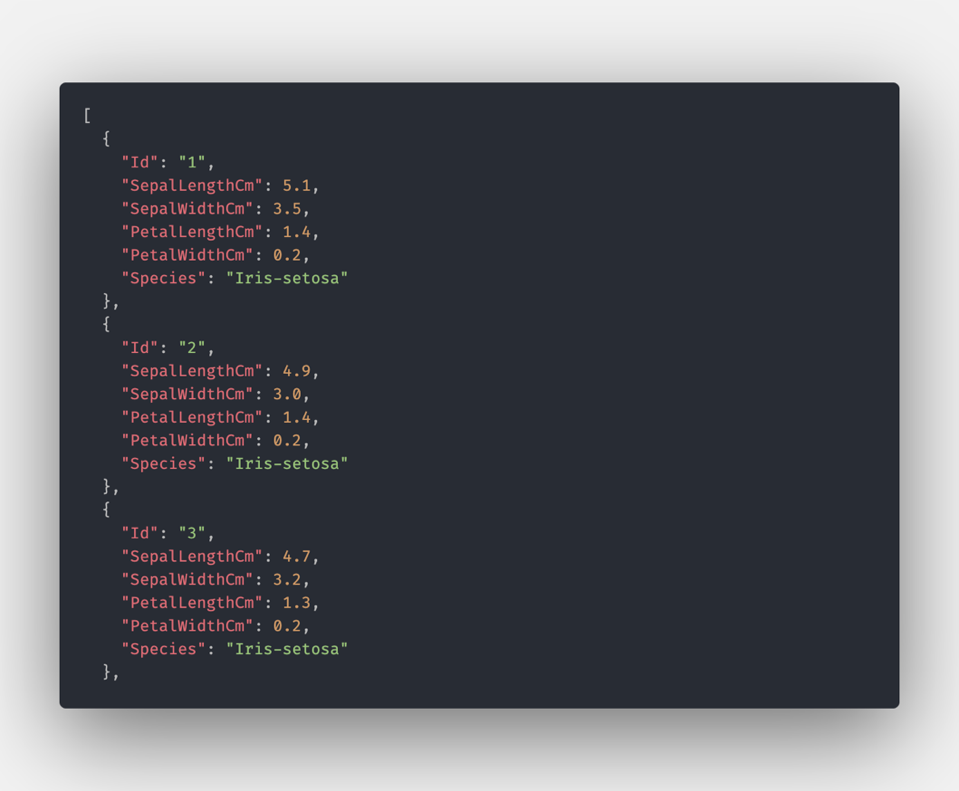 [
  {
    "Id": "1",
    "SepalLengthCm": 5.1,
    "SepalWidthCm": 3.5,
    "PetalLengthCm": 1.4,
    "PetalWidthCm": 0.2,
    "Species": "Iris-setosa"
  },
  {
    "Id": "2",
    "SepalLengthCm": 4.9,
    "SepalWidthCm": 3.0,
    "PetalLengthCm": 1.4,
    "PetalWidthCm": 0.2,
    "Species": "Iris-setosa"
  },
  {
    "Id": "3",
    "SepalLengthCm": 4.7,
    "SepalWidthCm": 3.2,
    "PetalLengthCm": 1.3,
    "PetalWidthCm": 0.2,
    "Species": "Iris-setosa"
  },